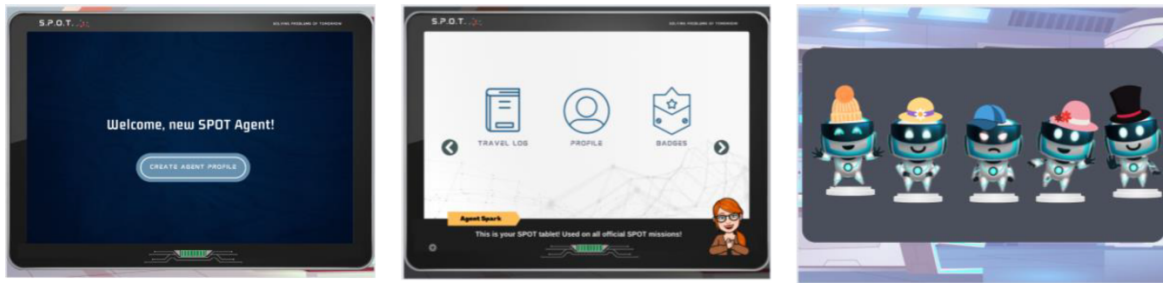 S.P.O.T.
SOLVING PROBLEMS OF TOMORROW
Welcome, new SPOT Agent!
CREATE AGENT PROFILE
S.P.O.T.
SOLVING PROBLEMS OF TOMORROW
TRAVEL LOG
PROFILE
BADGES
Agent Spark
This is your SPOT tablet! Used on all official SPOT missions!